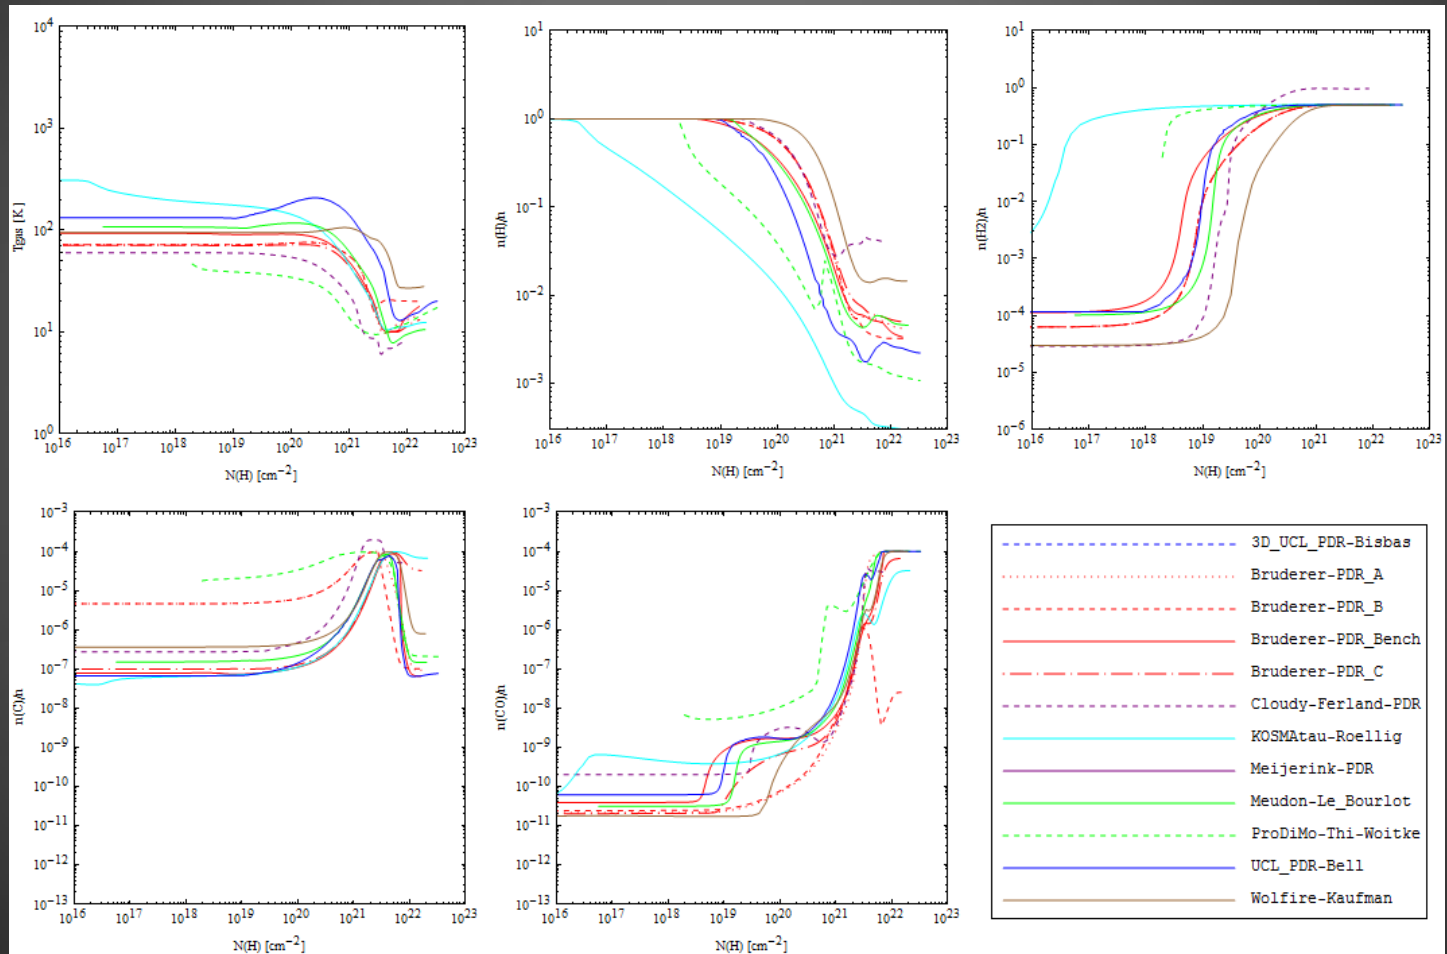 10^4
10^3
10^2
10^1
10^0
Tgas [K]
10^16 10^17 10^18 10^19 10^20 10^21 10^22 10^23
N(H) [cm^-2]
10^1
10^0
10^-1
10^-2
10^-3
n(H)/n
10^16 10^17 10^18 10^19 10^20 10^21 10^22 10^23
N(H) [cm^-2]
10^1
10^0
10^-1
10^-2
10^-3
10^-4
10^-5
10^-6
n(H2)/n
10^16 10^17 10^18 10^19 10^20 10^21 10^22 10^23
N(H) [cm^-2]
10^-3
10^-4
10^-5
10^-6
10^-7
10^-8
10^-9
10^-10
10^-11
10^-12
10^-13
n(C)/n
10^16 10^17 10^18 10^19 10^20 10^21 10^22 10^23
N(H) [cm^-2]
10^-3
10^-4
10^-5
10^-6
10^-7
10^-8
10^-9
10^-10
10^-11
10^-12
10^-13
n(CO)/n
10^16 10^17 10^18 10^19 10^20 10^21 10^22 10^23
N(H) [cm^-2]
3D_UCL_PDR-Bisbas
Bruderer-PDR_A
Bruderer-PDR_B
Bruderer-PDR_Bench
Bruderer-PDR_C
Cloudy-Ferland-PDR
KOSMAtau-Roellig
Meijerink-PDR
Meudon-Le_Bourlot
ProDiMo-Thi-Woitke
UCL_PDR-Bell
Wolfire-Kaufman